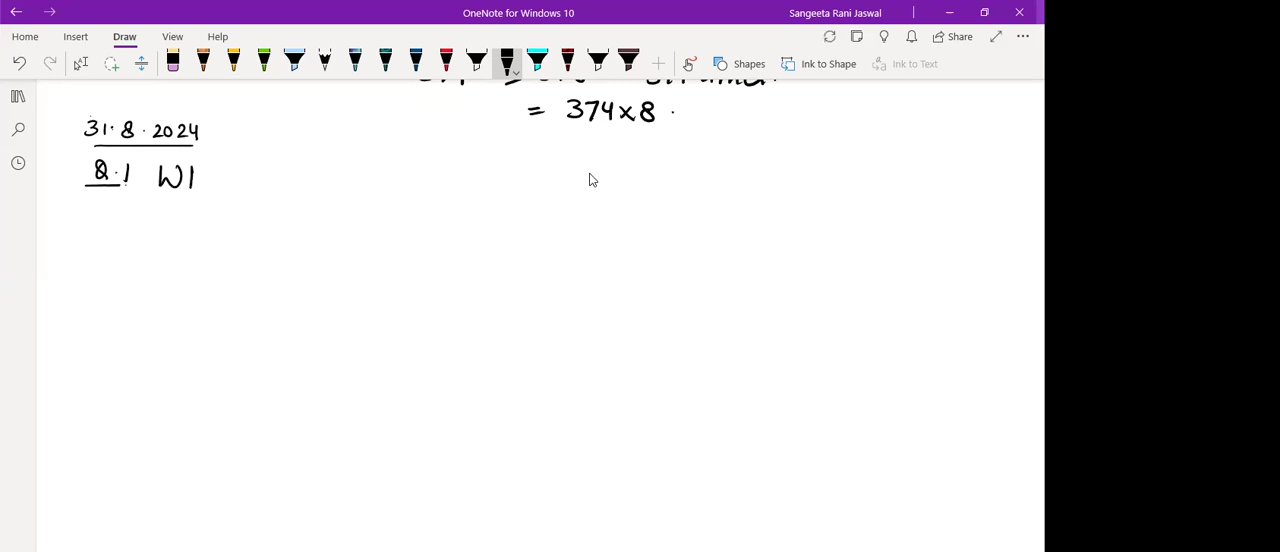 OneNote for Windows 10
Sangeeta Rani Jaswal
Home Insert Draw View Help
Share
Shapes Ink to Shape Ink to Text
= 374×8
31.8.2024
Q.1 WI